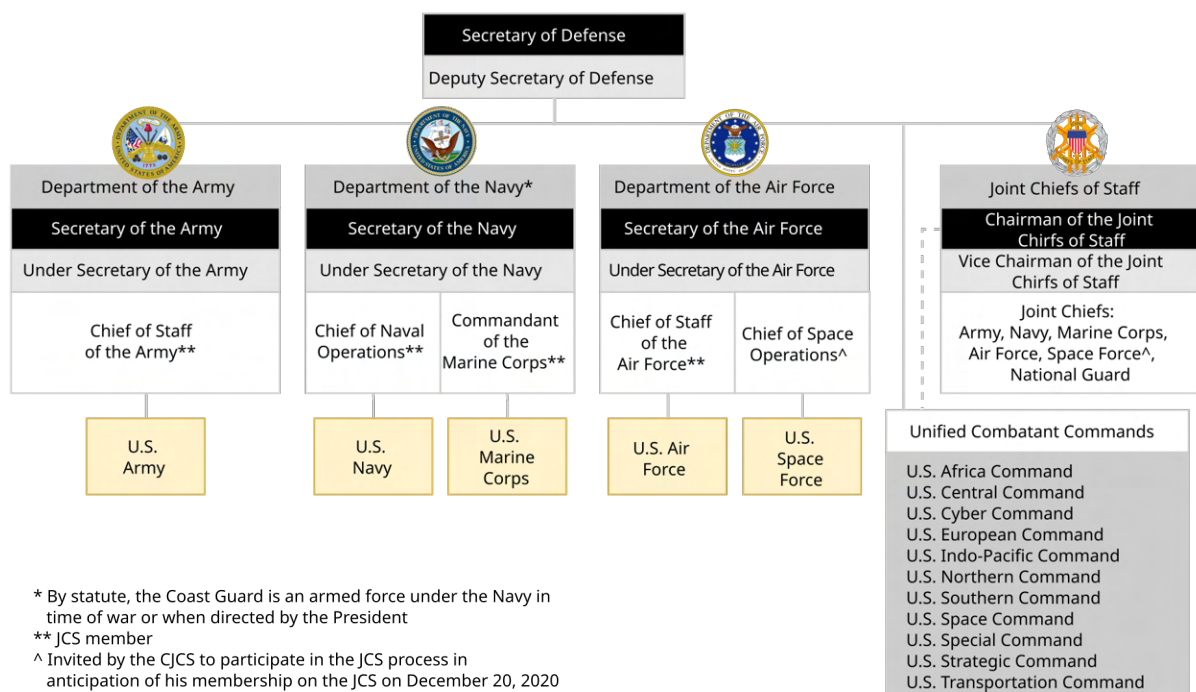 Secretary of Defense
Deputy Secretary of Defense
Department of the Army
Secretary of the Army
Under Secretary of the Army
Chief of Staff
of the Army**
U.S.
Army
Department of the Navy*
Secretary of the Navy
Under Secretary of the Navy
Chief of Naval
Operations**
Commandant
of the
Marine Corps**
U.S.
Navy
U.S.
Marine
Corps
Department of the Air Force
Secretary of the Air Force
Under Secretary of the Air Force
Chief of Staff
of the
Air Force**
Chief of Space
Operations^
U.S. Air
Force
U.S.
Space
Force
Joint Chiefs of Staff
Chairman of the Joint
Chirfs of Staff
Vice Chairman of the Joint
Chirfs of Staff
Joint Chiefs:
Army, Navy, Marine Corps,
Air Force, Space Force^,
National Guard
Unified Combatant Commands
U.S. Africa Command
U.S. Central Command
U.S. Cyber Command
U.S. European Command
U.S. Indo-Pacific Command
U.S. Northern Command
U.S. Southern Command
U.S. Space Command
U.S. Special Command
U.S. Strategic Command
U.S. Transportation Command
* By statute, the Coast Guard is an armed force under the Navy in
time of war or when directed by the President
** JCS member
^ Invited by the CJCS to participate in the JCS process in
anticipation of his membership on the JCS on December 20, 2020